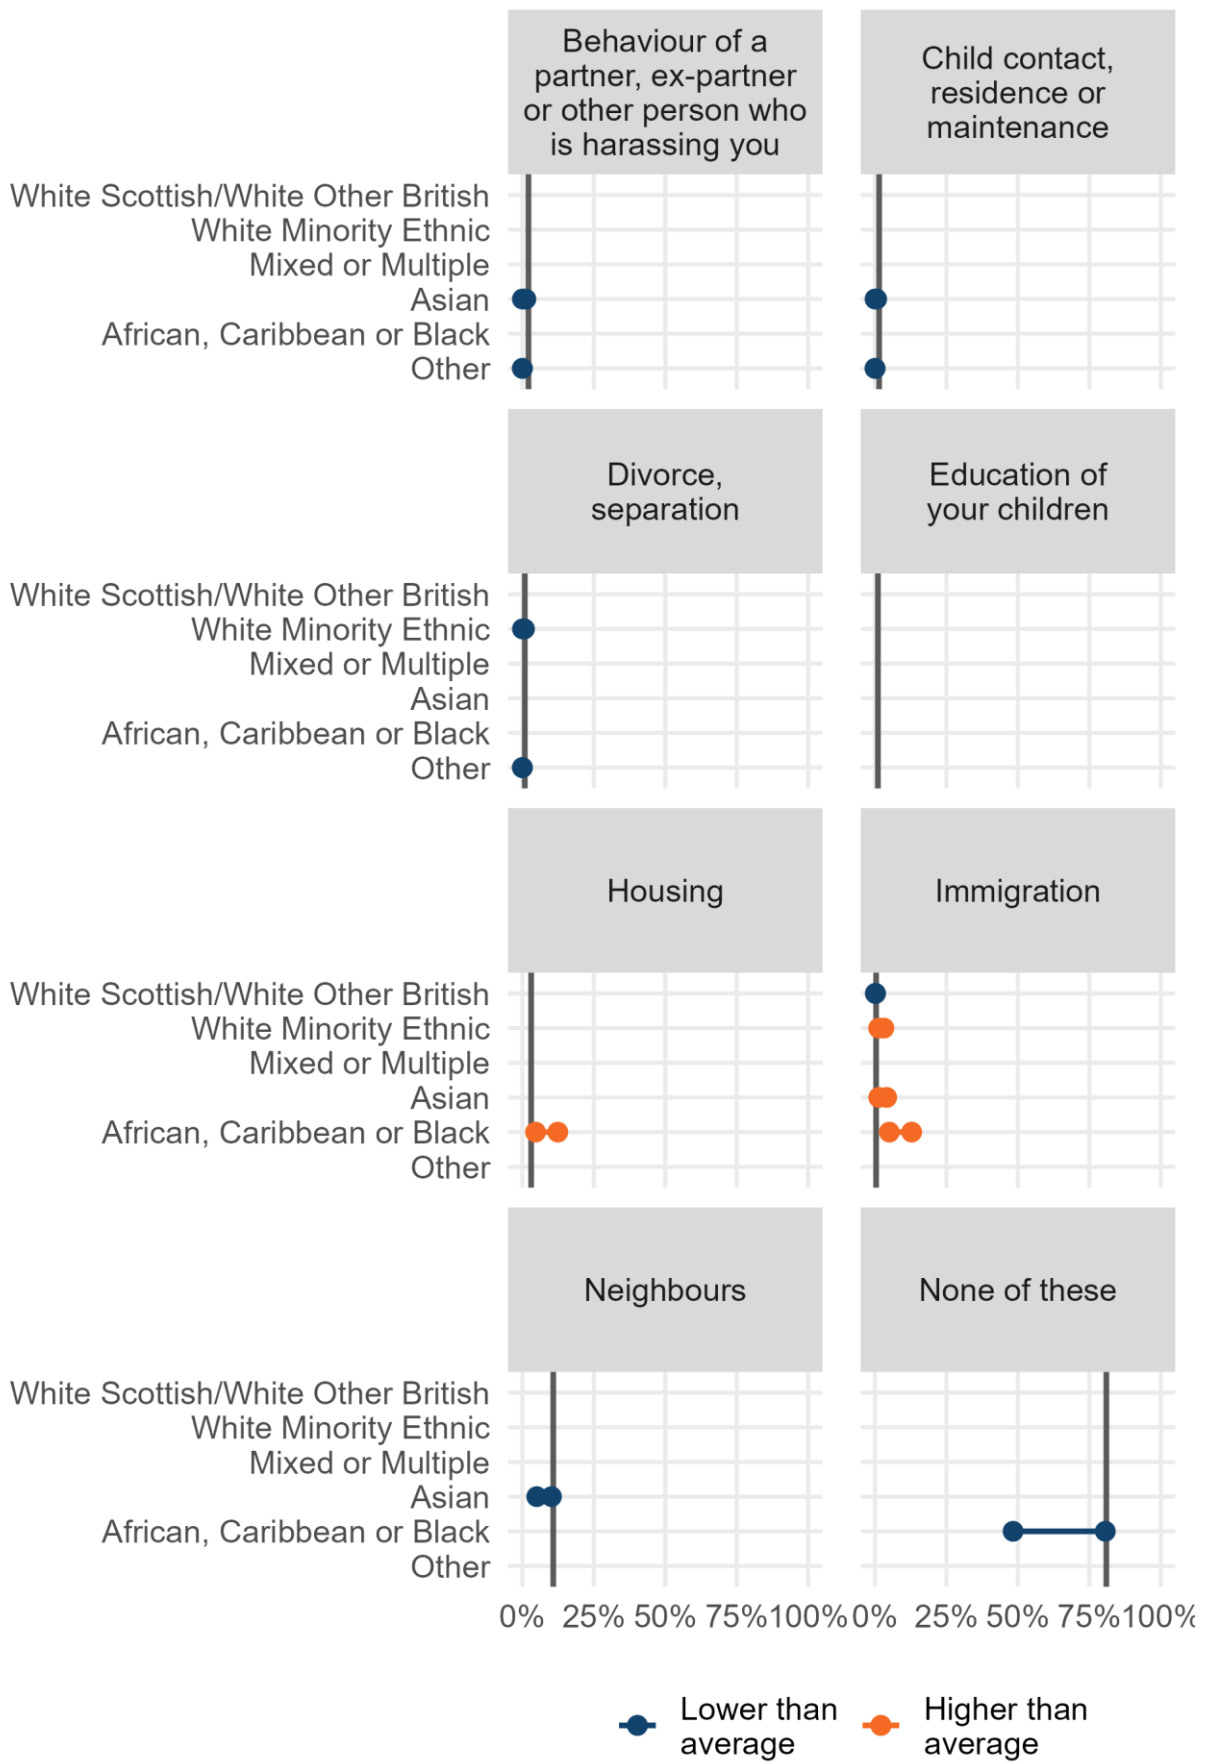 Behaviour of a
partner, ex-partner
or other person who
is harassing you
Child contact,
residence or
maintenance
White Scottish/White Other British
White Minority Ethnic
Mixed or Multiple
Asian
African, Caribbean or Black
Other
Divorce,
separation
Education of
your children
White Scottish/White Other British
White Minority Ethnic
Mixed or Multiple
Asian
African, Caribbean or Black
Other
Housing
Immigration
White Scottish/White Other British
White Minority Ethnic
Mixed or Multiple
Asian
African, Caribbean or Black
Other
Neighbours
None of these
White Scottish/White Other British
White Minority Ethnic
Mixed or Multiple
Asian
African, Caribbean or Black
Other
0% 25% 50% 75% 100% 0% 25% 50% 75% 100%
Lower than
average
Higher than
average